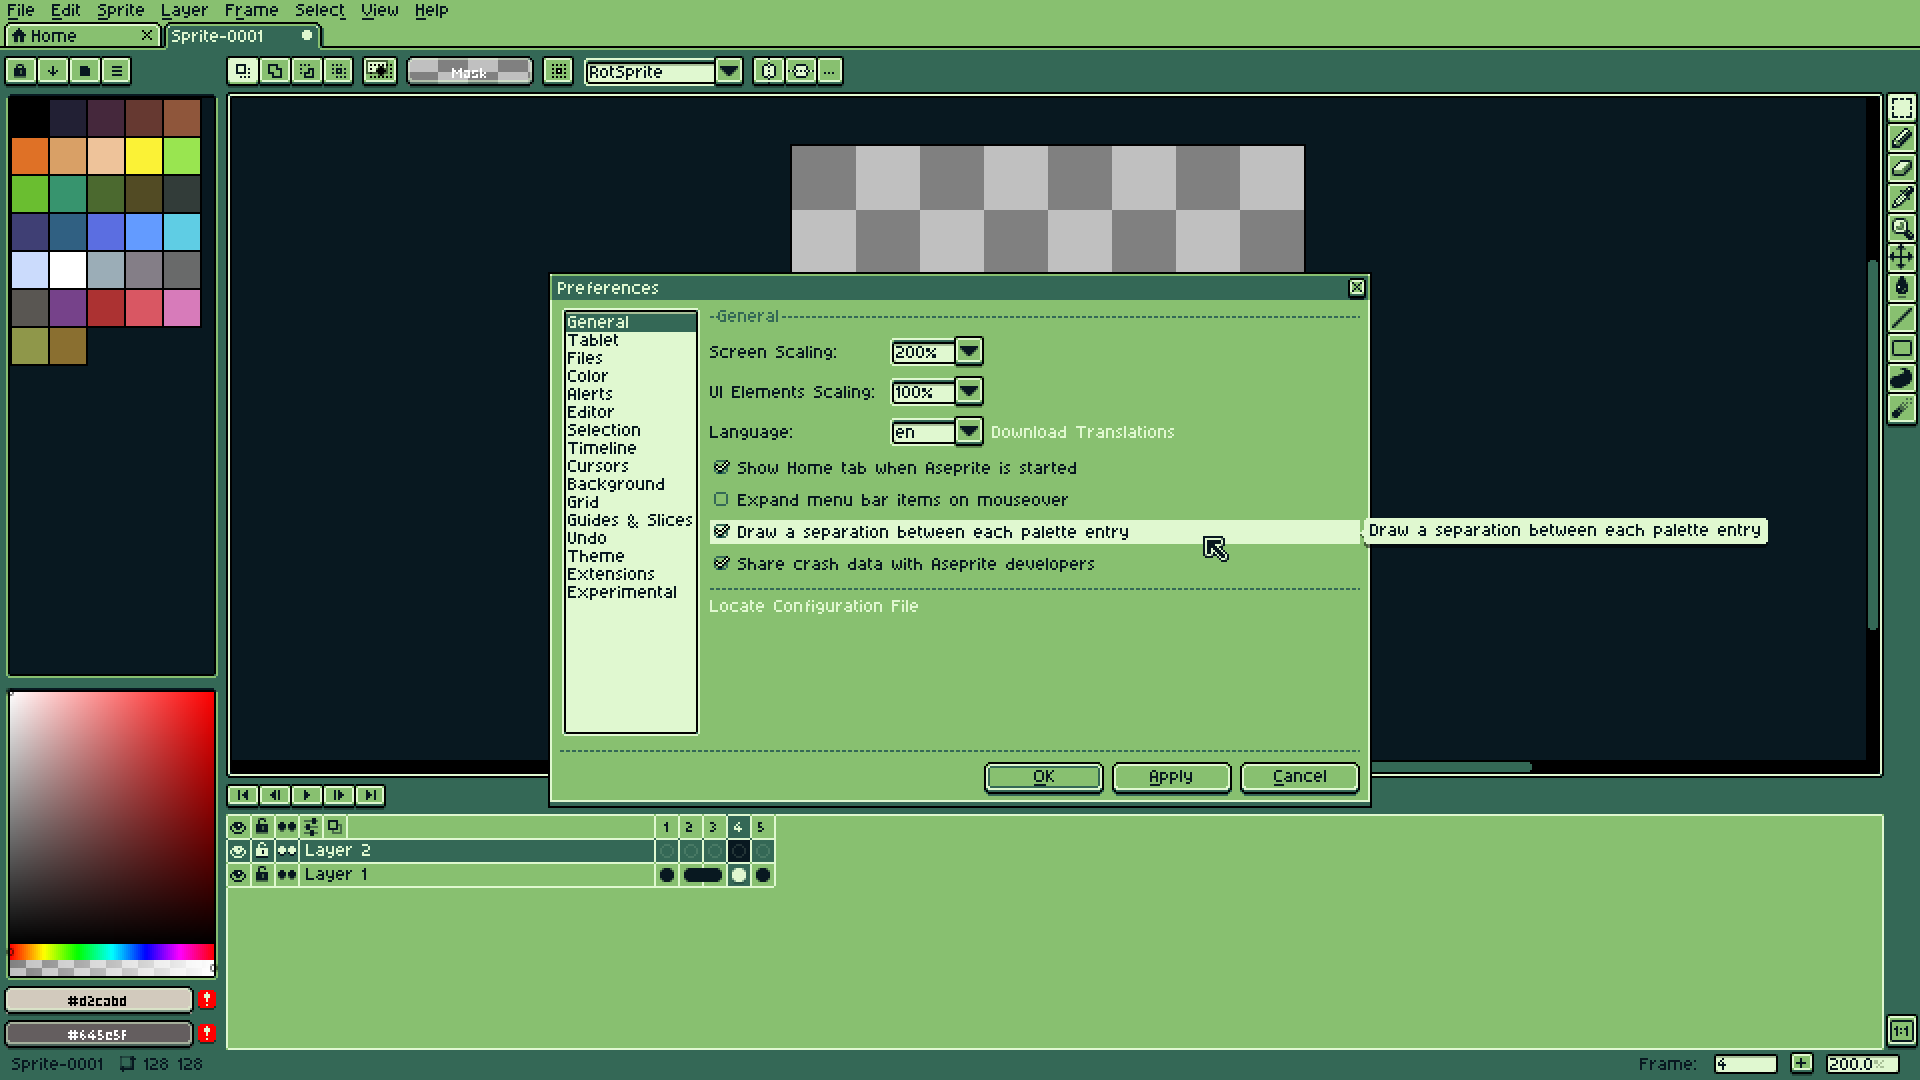 File Edit Sprite Layer Frame Select View Help
Home
Sprite-0001
Mask
RotSprite
Preferences
General
Tablet
Files
Color
Alerts
Editor
Selection
Timeline
Cursors
Background
Grid
Guides & Slices
Undo
Theme
Extensions
Experimental
General
Screen Scaling: 200%
UI Elements Scaling: 100%
Language: en Download Translations
Show Home tab when Aseprite is started
Expand menu bar items on mouseover
Draw a separation between each palette entry
Draw a separation between each palette entry
Share crash data with Aseprite developers
Locate Configuration File
OK Apply Cancel
1 2 3 4 5
Layer 2
Layer 1
#d2cabd
#645e5f
1:1
Sprite-0001 128 128
Frame: 4 + 200.0%